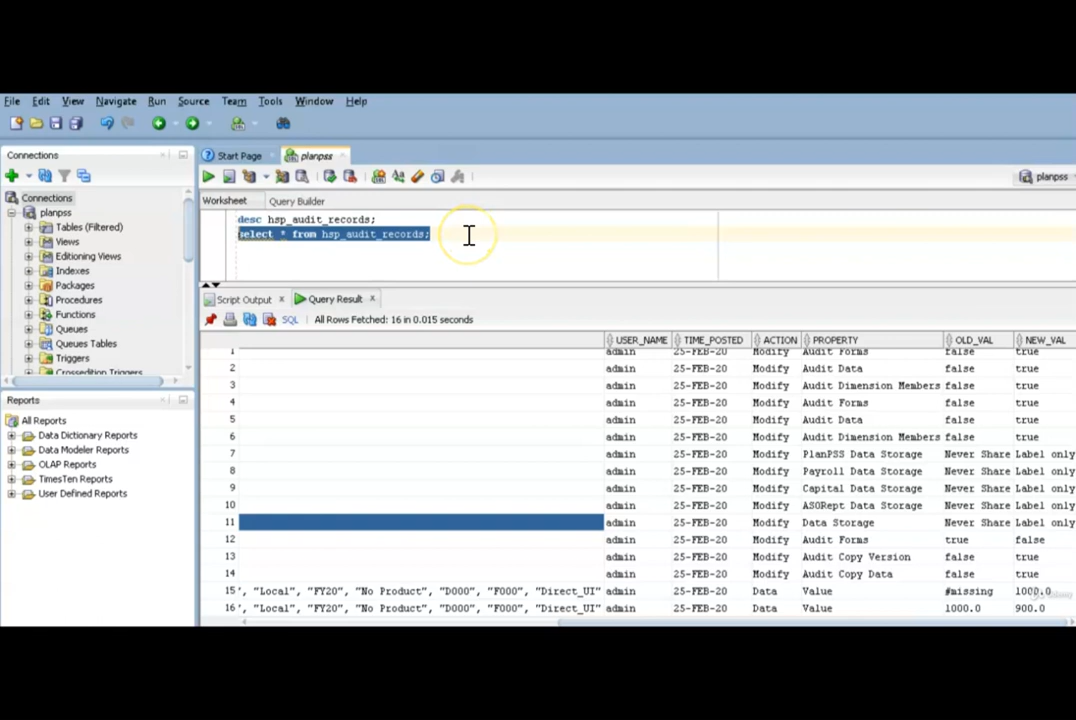 File Edit View Navigate Run Source Team Tools Window Help
Connections
Start Page planpss
planpss
Connections
planpss
Tables (Filtered)
Views
Editioning Views
Indexes
Packages
Procedures
Functions
Queues
Queues Tables
Triggers
Crossedition Triggers
Reports
All Reports
Data Dictionary Reports
Data Modeler Reports
OLAP Reports
TimesTen Reports
User Defined Reports
Worksheet Query Builder
desc hsp_audit_records;
select * from hsp_audit_records;
Script Output x Query Result x
SQL All Rows Fetched: 16 in 0.015 seconds
USER_NAME TIME_POSTED ACTION PROPERTY OLD_VAL NEW_VAL
1 admin 25-FEB-20 Modify Audit Forms false true
2 admin 25-FEB-20 Modify Audit Data false true
3 admin 25-FEB-20 Modify Audit Dimension Members false true
4 admin 25-FEB-20 Modify Audit Forms false true
5 admin 25-FEB-20 Modify Audit Data false true
6 admin 25-FEB-20 Modify Audit Dimension Members false true
7 admin 25-FEB-20 Modify PlanPSS Data Storage Never Share Label only
8 admin 25-FEB-20 Modify Payroll Data Storage Never Share Label only
9 admin 25-FEB-20 Modify Capital Data Storage Never Share Label only
10 admin 25-FEB-20 Modify ASORept Data Storage Never Share Label only
11 admin 25-FEB-20 Modify Data Storage Never Share Label only
12 admin 25-FEB-20 Modify Audit Forms true false
13 admin 25-FEB-20 Modify Audit Copy Version false true
14 admin 25-FEB-20 Modify Audit Copy Data false true
15 ', "Local", "FY20", "No Product", "D000", "F000", "Direct_UI" admin 25-FEB-20 Data Value #missing 1000.0
16 ', "Local", "FY20", "No Product", "D000", "F000", "Direct_UI" admin 25-FEB-20 Data Value 1000.0 900.0